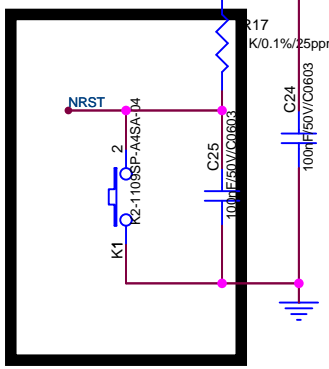 R17
K/0.1%/25ppm
NRST
C24
100nF/50V/C0603
2
K2-1109SP-A4SA-04
C25
100nF/50V/C0603
K1